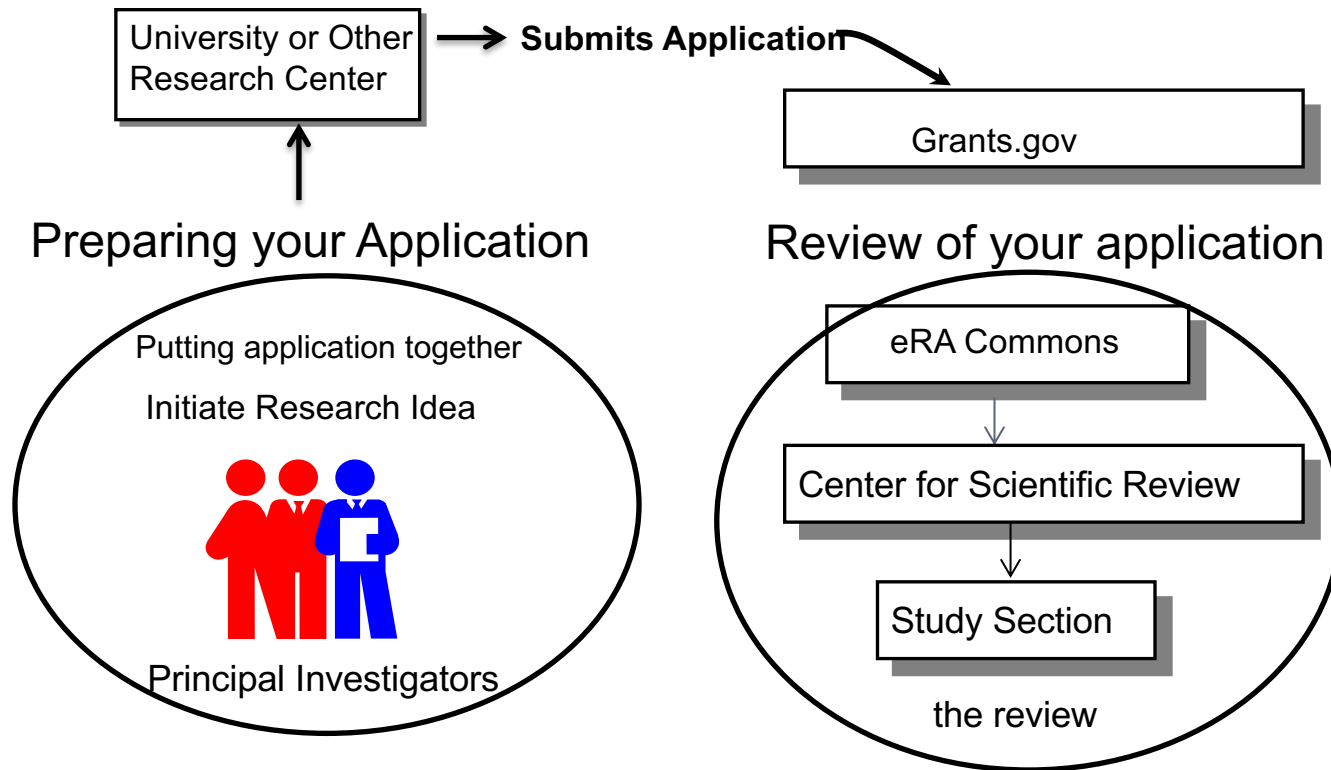 University or Other
Research Center
Submits Application
Grants.gov
Preparing your Application
Putting application together
Initiate Research Idea
Principal Investigators
Review of your application
eRA Commons
Center for Scientific Review
Study Section
the review